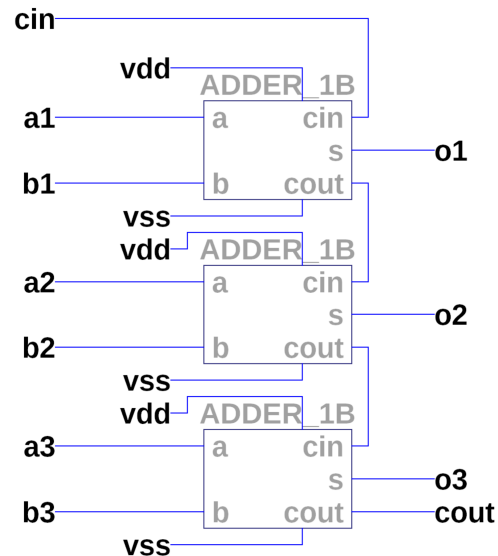 cin
vdd
ADDER_1B
a1 a cin
s o1
b1 b cout
vss
vdd
ADDER_1B
a2 a cin
s o2
b2 b cout
vss
vdd
ADDER_1B
a3 a cin
s o3
b3 b cout cout
vss